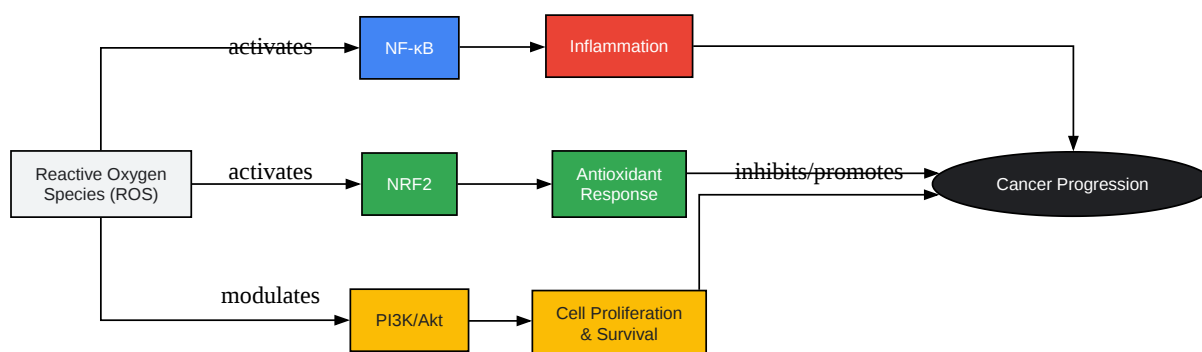 activates
NF-κB
Inflammation
Reactive Oxygen
Species (ROS)
activates
NRF2
Antioxidant
Response
inhibits/promotes
Cancer Progression
modulates
PI3K/Akt
Cell Proliferation
& Survival